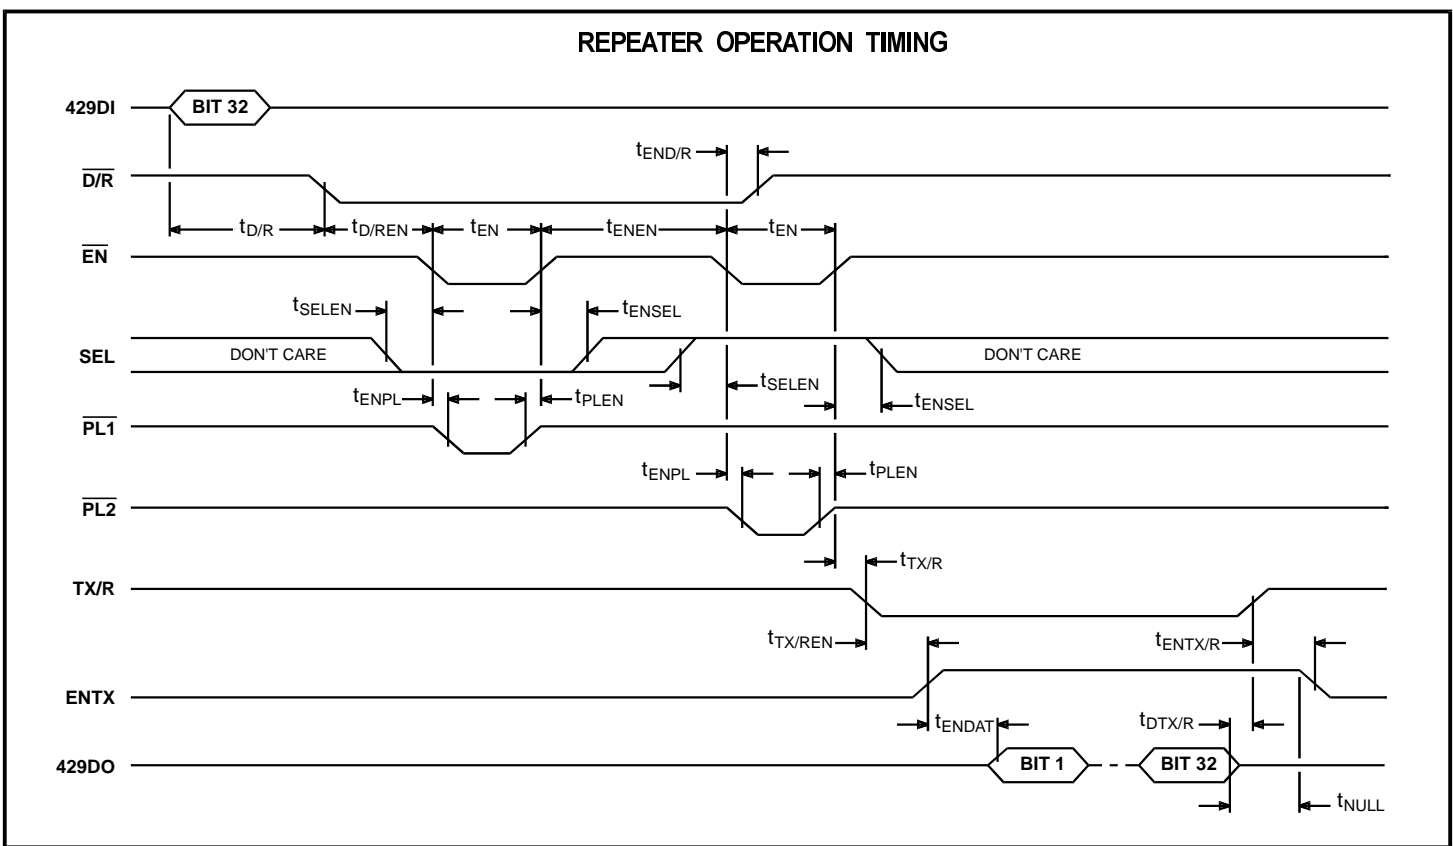 REPEATER OPERATION TIMING
429DI BIT 32
tEND/R
D/R
tD/R tD/REN tEN tENEN tEN
EN
tSELEN tENSEL
SEL DON'T CARE DON'T CARE
tENPL tPLEN tSELEN tENSEL
PL1
tENPL tPLEN
PL2
tTX/R
TX/R
tTX/REN tENTX/R
ENTX
tENDAT tDTX/R
429DO BIT 1 BIT 32
tNULL